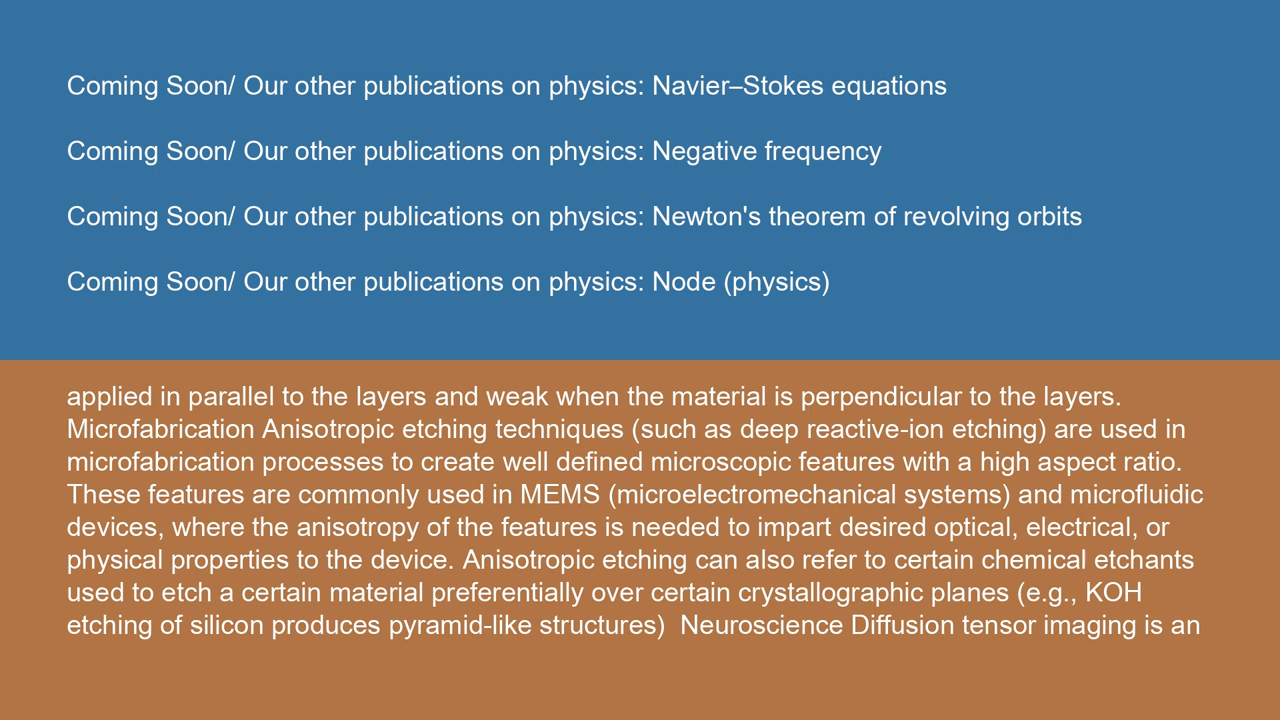 Coming Soon/ Our other publications on physics: Navier–Stokes equations
Coming Soon/ Our other publications on physics: Negative frequency
Coming Soon/ Our other publications on physics: Newton's theorem of revolving orbits
Coming Soon/ Our other publications on physics: Node (physics)
applied in parallel to the layers and weak when the material is perpendicular to the layers.
Microfabrication Anisotropic etching techniques (such as deep reactive-ion etching) are used in
microfabrication processes to create well defined microscopic features with a high aspect ratio.
These features are commonly used in MEMS (microelectromechanical systems) and microfluidic
devices, where the anisotropy of the features is needed to impart desired optical, electrical, or
physical properties to the device. Anisotropic etching can also refer to certain chemical etchants
used to etch a certain material preferentially over certain crystallographic planes (e.g., KOH
etching of silicon produces pyramid-like structures)  Neuroscience Diffusion tensor imaging is an